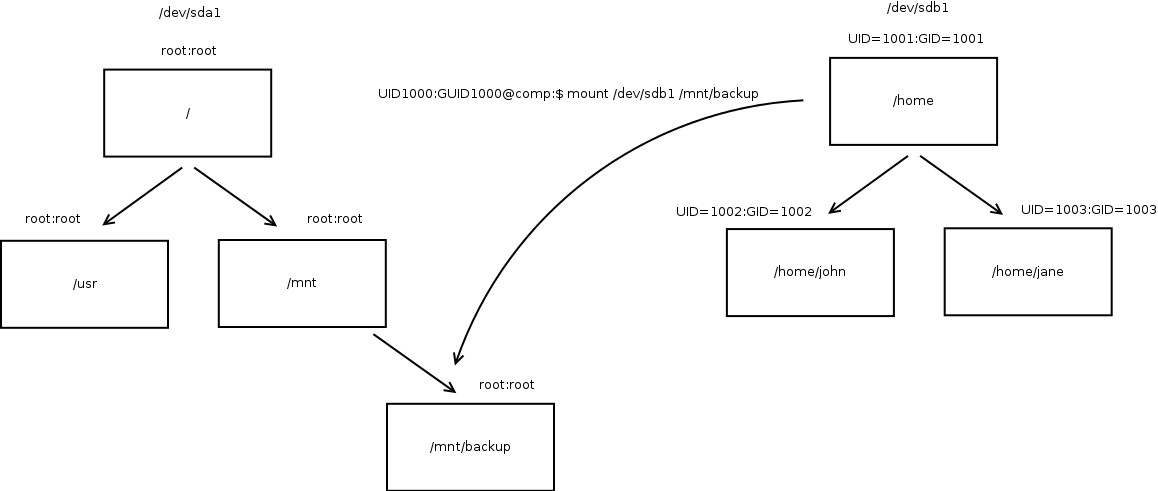 /dev/sda1
/dev/sdb1
root:root
UID=1001:GID=1001
UID1000:GUID1000@comp:$ mount /dev/sdb1 /mnt/backup
/
/home
root:root
root:root
UID=1002:GID=1002
UID=1003:GID=1003
/usr
/mnt
/home/john
/home/jane
root:root
/mnt/backup